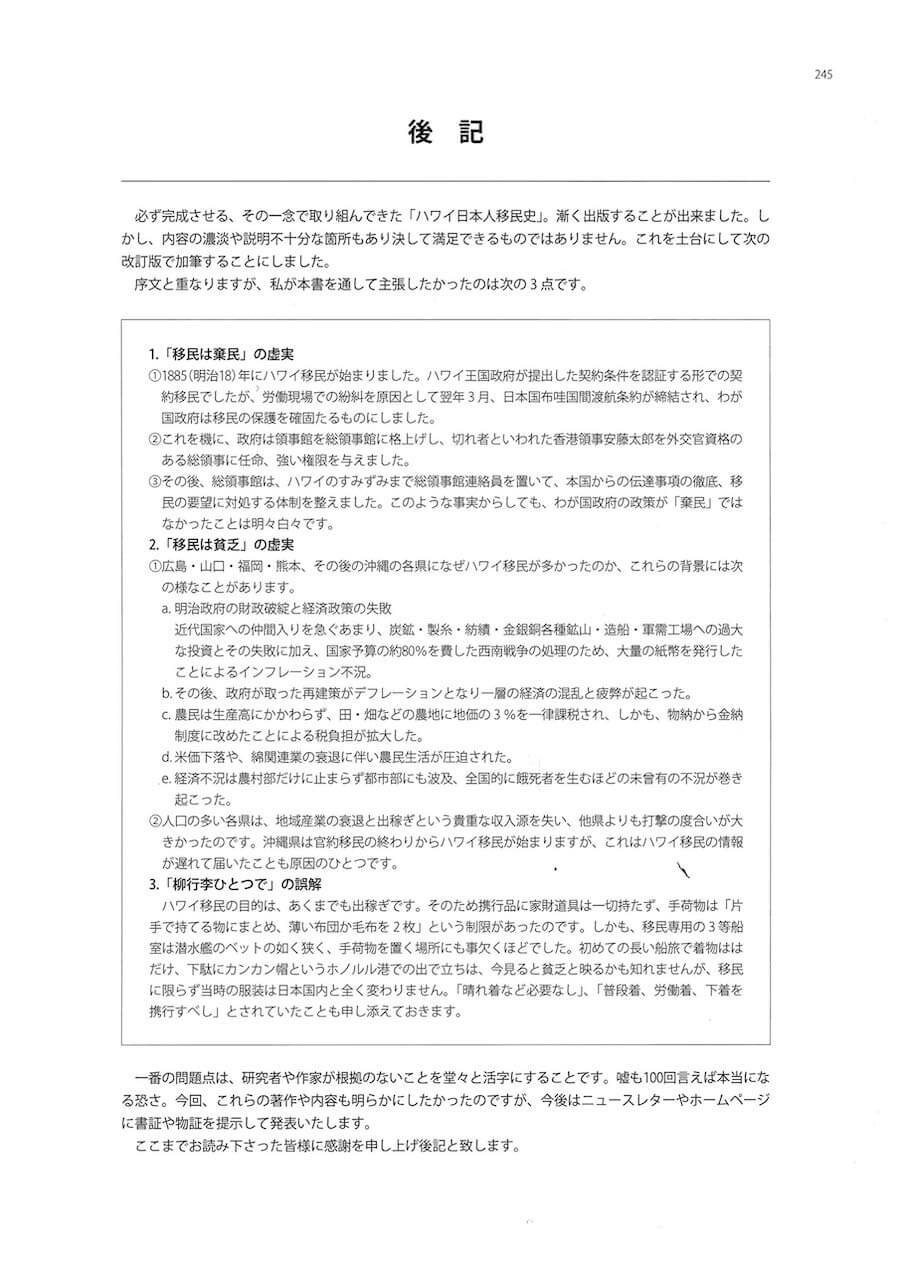 245
後 記
必ず完成させる、その一念で取り組んできた「ハワイ日本人移民史」。漸く出版することが出来ました。し
かし、内容の濃淡や説明不十分な箇所もあり決して満足できるものではありません。これを土台にして次の
改訂版で加筆することにしました。
序文と重なりますが、私が本書を通して主張したかったのは次の3点です。
1.「移民は棄民」の虚実
①1885(明治18)年にハワイ移民が始まりました。ハワイ王国政府が提出した契約条件を認証する形での契
約移民でしたが、労働現場での紛糾を原因として翌年3月、日本国布哇国間渡航条約が締結され、わが
国政府は移民の保護を確固たるものにしました。
②これを機に、政府は領事館を総領事館に格上げし、切れ者といわれた香港領事安藤太郎を外交官資格の
ある総領事に任命、強い権限を与えました。
③その後、総領事館は、ハワイのすみずみまで総領事館連絡員を置いて、本国からの伝達事項の徹底、移
民の要望に対処する体制を整えました。このような事実からしても、わが国政府の政策が「棄民」では
なかったことは明々白々です。
2.「移民は貧乏」の虚実
①広島・山口・福岡・熊本、その後の沖縄の各県になぜハワイ移民が多かったのか、これらの背景には次
の様なことがあります。
a. 明治政府の財政破綻と経済政策の失敗
近代国家への仲間入りを急ぐあまり、炭鉱・製糸・紡績・金銀銅各種鉱山・造船・軍需工場への過大
な投資とその失敗に加え、国家予算の約80%を費した西南戦争の処理のため、大量の紙幣を発行した
ことによるインフレーション不況。
b. その後、政府が取った再建策がデフレーションとなり一層の経済の混乱と疲弊が起こった。
c. 農民は生産高にかかわらず、田・畑などの農地に地価の3%を一律課税され、しかも、物納から金納
制度に改めたことによる税負担が拡大した。
d. 米価下落や、綿関連業の衰退に伴い農民生活が圧迫された。
e. 経済不況は農村部だけに止まらず都市部にも波及、全国的に餓死者を生むほどの未曾有の不況が巻き
起こった。
②人口の多い各県は、地域産業の衰退と出稼ぎという貴重な収入源を失い、他県よりも打撃の度合いが大
きかったのです。沖縄県は官約移民の終わりからハワイ移民が始まりますが、これはハワイ移民の情報
が遅れて届いたことも原因のひとつです。
3.「柳行李ひとつで」の誤解
ハワイ移民の目的は、あくまでも出稼ぎです。そのため携行品に家財道具は一切持たず、手荷物は「片
手で持てる物にまとめ、薄い布団か毛布を2枚」という制限があったのです。しかも、移民専用の3等船
室は潜水艦のベットの如く狭く、手荷物を置く場所にも事欠くほどでした。初めての長い船旅で着物はは
だけ、下駄にカンカン帽というホノルル港での出で立ちは、今見ると貧乏と映るかも知れませんが、移民
に限らず当時の服装は日本国内と全く変わりません。「晴れ着など必要なし」、「普段着、労働着、下着を
携行すべし」とされていたことも申し添えておきます。
一番の問題点は、研究者や作家が根拠のないことを堂々と活字にすることです。嘘も100回言えば本当にな
る恐さ。今回、これらの著作や内容も明らかにしたかったのですが、今後はニュースレターやホームページ
に書証や物証を提示して発表いたします。
ここまでお読み下さった皆様に感謝を申し上げ後記と致します。